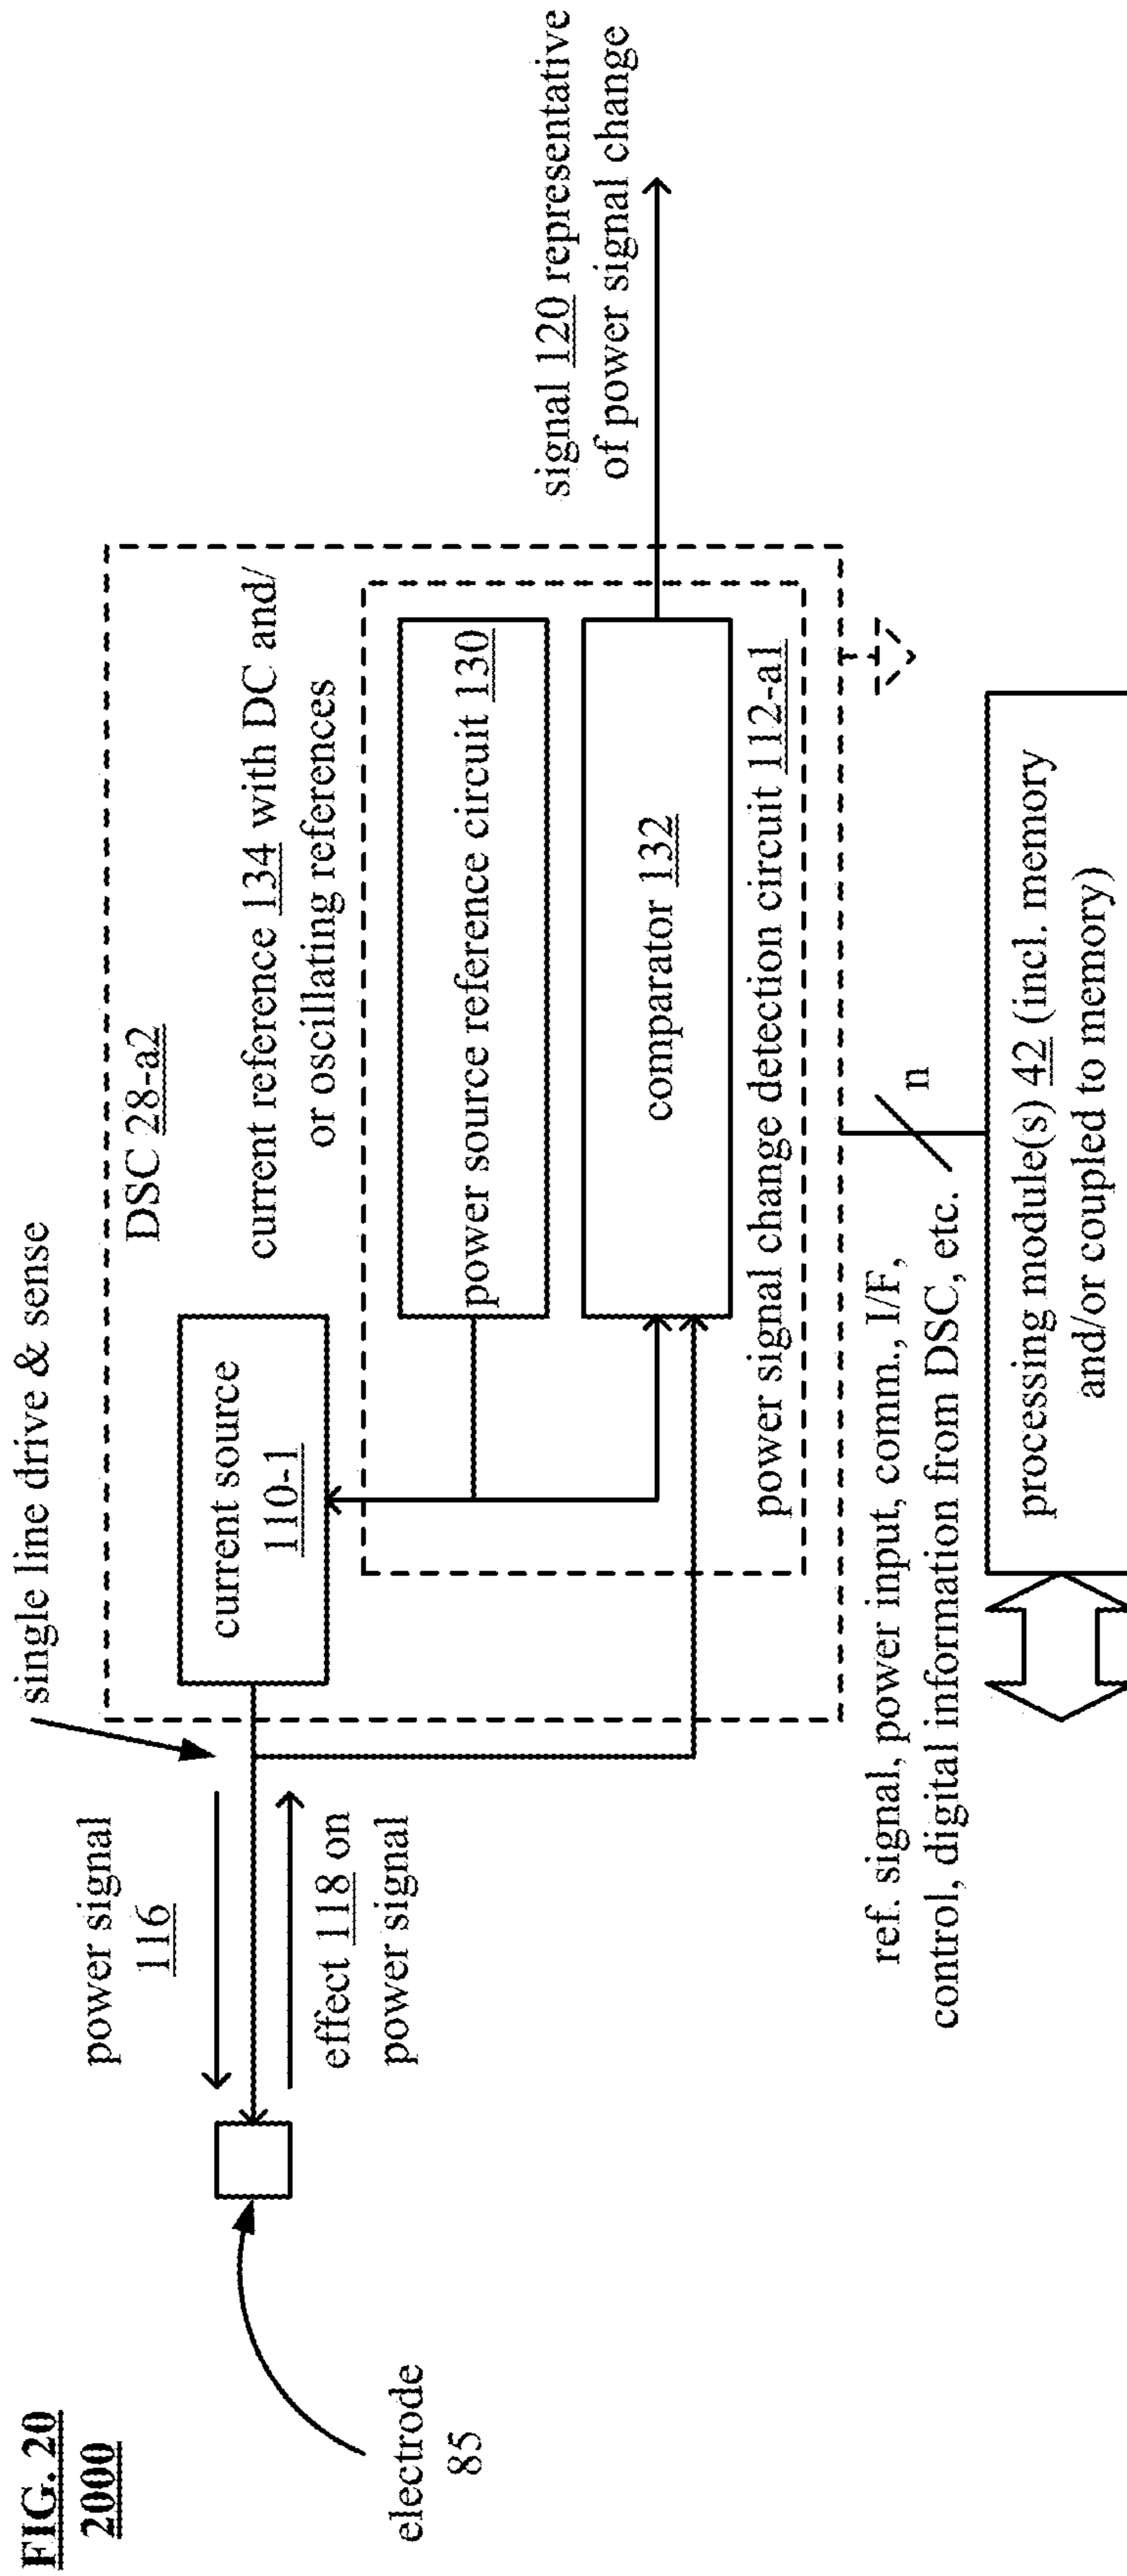 FIG. 20
2000
electrode
85
power signal
116
effect 118 on
power signal
single line drive & sense
DSC 28-a2
current source
110-1
current reference 134 with DC and/
or oscillating references
power source reference circuit 130
comparator 132
power signal change detection circuit 112-a1
signal 120 representative
of power signal change
ref. signal, power input, comm., I/F,
control, digital information from DSC, etc.
n
processing module(s) 42 (incl. memory
and/or coupled to memory)